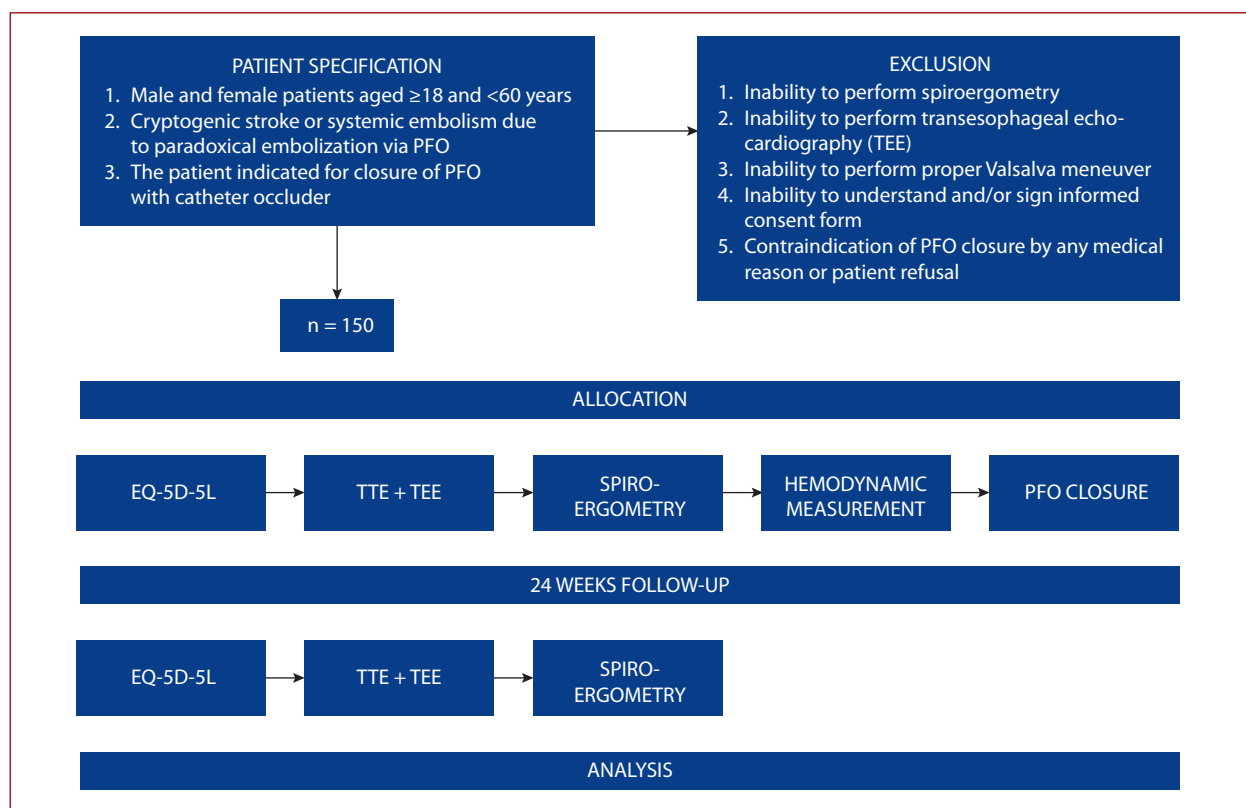 PATIENT SPECIFICATION
1. Male and female patients aged ≥18 and <60 years
2. Cryptogenic stroke or systemic embolism due
to paradoxical embolization via PFO
3. The patient indicated for closure of PFO
with catheter occluder
EXCLUSION
1. Inability to perform spiroergometry
2. Inability to perform transesophageal echo-
cardiography (TEE)
3. Inability to perform proper Valsalva meneuver
4. Inability to understand and/or sign informed
consent form
5. Contraindication of PFO closure by any medical
reason or patient refusal
n = 150
ALLOCATION
EQ-5D-5L
TTE + TEE
SPIRO-
ERGOMETRY
HEMODYNAMIC
MEASUREMENT
PFO CLOSURE
24 WEEKS FOLLOW-UP
EQ-5D-5L
TTE + TEE
SPIRO-
ERGOMETRY
ANALYSIS